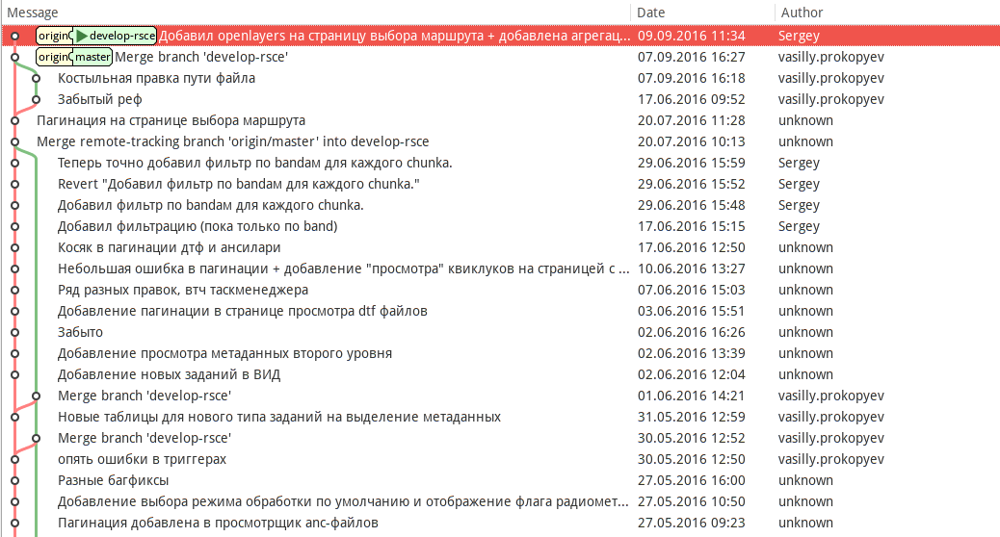 Message Date Author
origin develop-rsce Добавил openlayers на страницу выбора маршрута + добавлена агрегац... 09.09.2016 11:34 Sergey
origin master Merge branch 'develop-rsce' 07.09.2016 16:27 vasilly.prokopyev
Костыльная правка пути файла 07.09.2016 16:18 vasilly.prokopyev
Забытый реф 17.06.2016 09:52 vasilly.prokopyev
Пагинация на странице выбора маршрута 20.07.2016 11:28 unknown
Merge remote-tracking branch 'origin/master' into develop-rsce 20.07.2016 10:13 unknown
Теперь точно добавил фильтр по bandам для каждого chunka. 29.06.2016 15:59 Sergey
Revert "Добавил фильтр по bandам для каждого chunka." 29.06.2016 15:52 Sergey
Добавил фильтр по bandам для каждого chunka. 29.06.2016 15:48 Sergey
Добавил фильтрацию (пока только по band) 17.06.2016 15:15 Sergey
Косяк в пагинации дтф и ансилари 17.06.2016 12:50 unknown
Небольшая ошибка в пагинации + добавление "просмотра" квиклуков на страницей с ... 10.06.2016 13:27 unknown
Ряд разных правок, втч таскменеджера 07.06.2016 15:03 unknown
Добавление пагинации в странице просмотра dtf файлов 03.06.2016 15:51 unknown
Забыто 02.06.2016 16:26 unknown
Добавление просмотра метаданных второго уровня 02.06.2016 13:39 unknown
Добавление новых заданий в ВИД 02.06.2016 12:04 unknown
Merge branch 'develop-rsce' 01.06.2016 14:21 vasilly.prokopyev
Новые таблицы для нового типа заданий на выделение метаданных 31.05.2016 12:59 vasilly.prokopyev
Merge branch 'develop-rsce' 30.05.2016 12:52 vasilly.prokopyev
опять ошибки в триггерах 30.05.2016 12:50 vasilly.prokopyev
Разные багфиксы 27.05.2016 16:00 unknown
Добавление выбора режима обработки по умолчанию и отображение флага радиомет... 27.05.2016 10:50 unknown
Пагинация добавлена в просмотрщик anc-файлов 27.05.2016 09:23 unknown